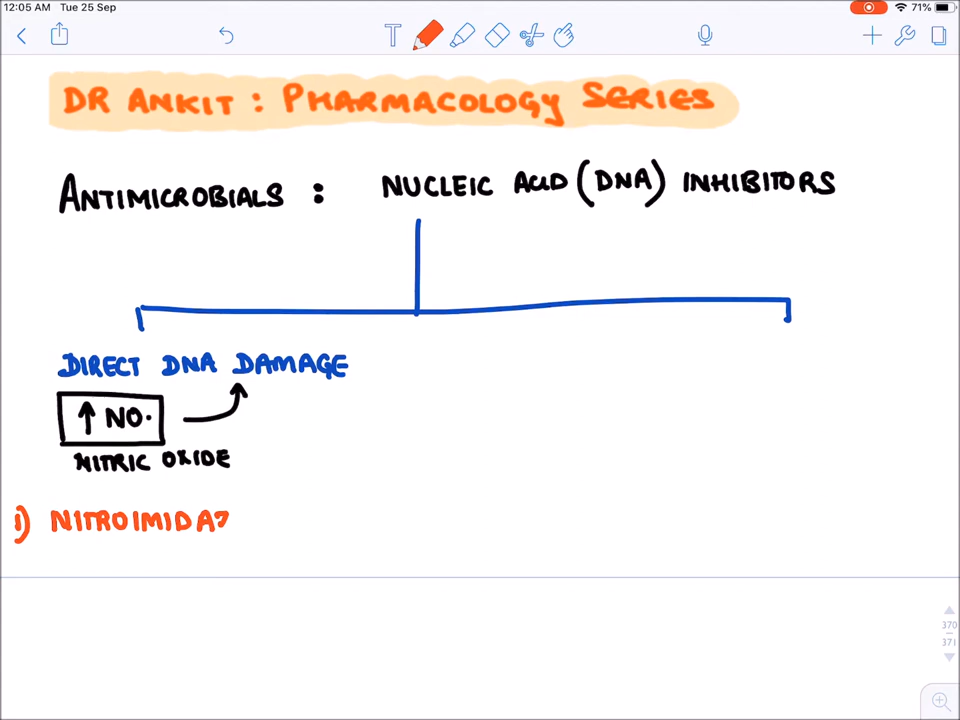 12:05 AM Tue 25 Sep
71%
DR ANKIT : PHARMACOLOGY SERIES
ANTIMICROBIALS : NUCLEIC ACID (DNA) INHIBITORS
DIRECT DNA DAMAGE
↑ NO·
NITRIC OXIDE
1) NITROIMIDAZ
370
371